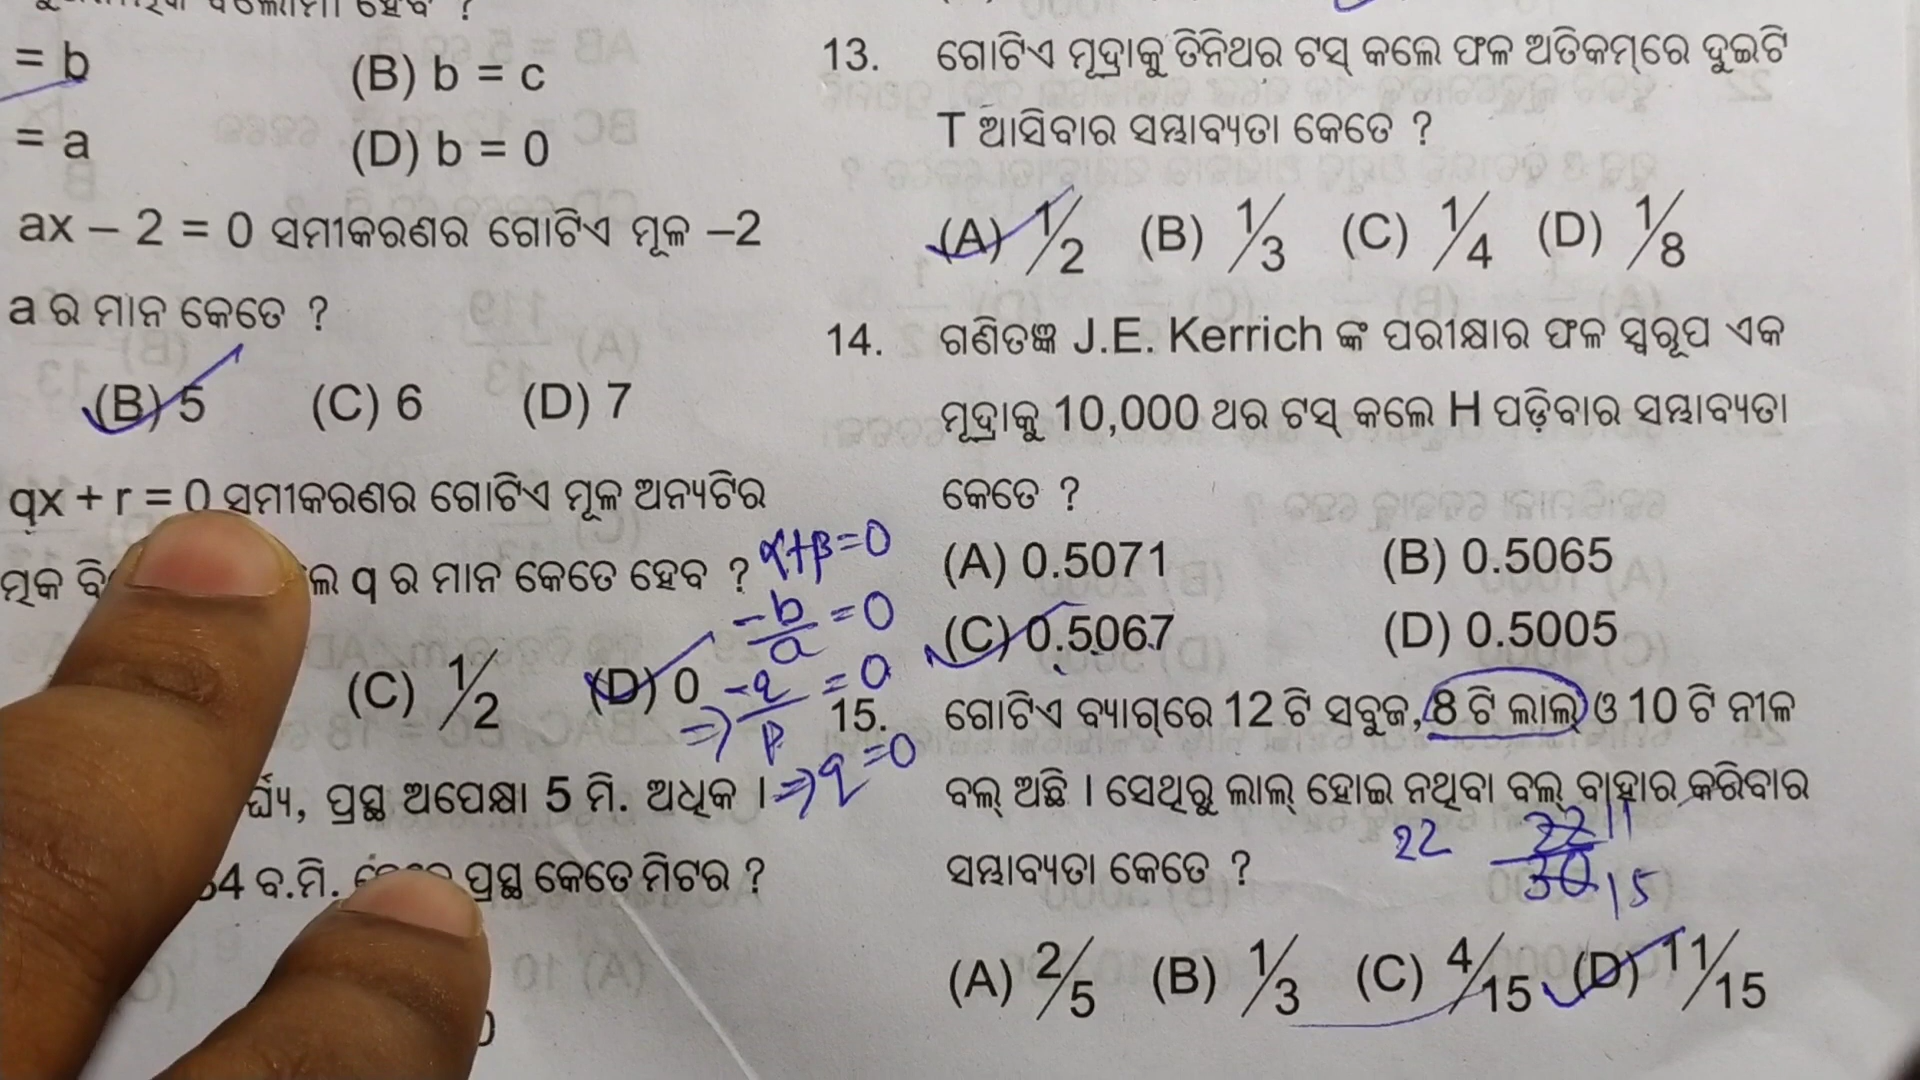 = b (B) b = c
= a (D) b = 0
ax – 2 = 0 ସମୀକରଣର ଗୋଟିଏ ମୂଳ –2
a ର ମାନ କେତେ ?
(B) 5 (C) 6 (D) 7
qx + r = 0 ସମୀକରଣର ଗୋଟିଏ ମୂଳ ଅନ୍ୟଟିର
q ର ମାନ କେତେ ହେବ ?
α+β=0
-b/a = 0
(C) 1/2 (D) 0
⇒ -q/p = 0
⇒ q=0
ପ୍ରସ୍ଥ ଅପେକ୍ଷା 5 ମି. ଅଧିକ ।
ବ.ମି. ପ୍ରସ୍ଥ କେତେ ମିଟର ?
13. ଗୋଟିଏ ମୂଦ୍ରାକୁ ତିନିଥର ଟସ୍ କଲେ ଫଳ ଅତିକମ୍‌ରେ ଦୁଇଟି
T ଆସିବାର ସମ୍ଭାବ୍ୟତା କେତେ ?
(A) 1/2 (B) 1/3 (C) 1/4 (D) 1/8
14. ଗଣିତଜ୍ଞ J.E. Kerrich ଙ୍କ ପରୀକ୍ଷାର ଫଳ ସ୍ୱରୂପ ଏକ
ମୂଦ୍ରାକୁ 10,000 ଥର ଟସ୍ କଲେ H ପଡ଼ିବାର ସମ୍ଭାବ୍ୟତା
କେତେ ?
(A) 0.5071 (B) 0.5065
(C) 0.5067 (D) 0.5005
15. ଗୋଟିଏ ବ୍ୟାଗ୍‌ରେ 12 ଟି ସବୁଜ, 8 ଟି ଲାଲ୍ ଓ 10 ଟି ନୀଳ
ବଲ୍ ଅଛି । ସେଥିରୁ ଲାଲ୍ ହୋଇ ନଥିବା ବଲ୍ ବାହାର କରିବାର
ସମ୍ଭାବ୍ୟତା କେତେ ?
22 22/30 11/15
(A) 2/5 (B) 1/3 (C) 4/15 (D) 11/15